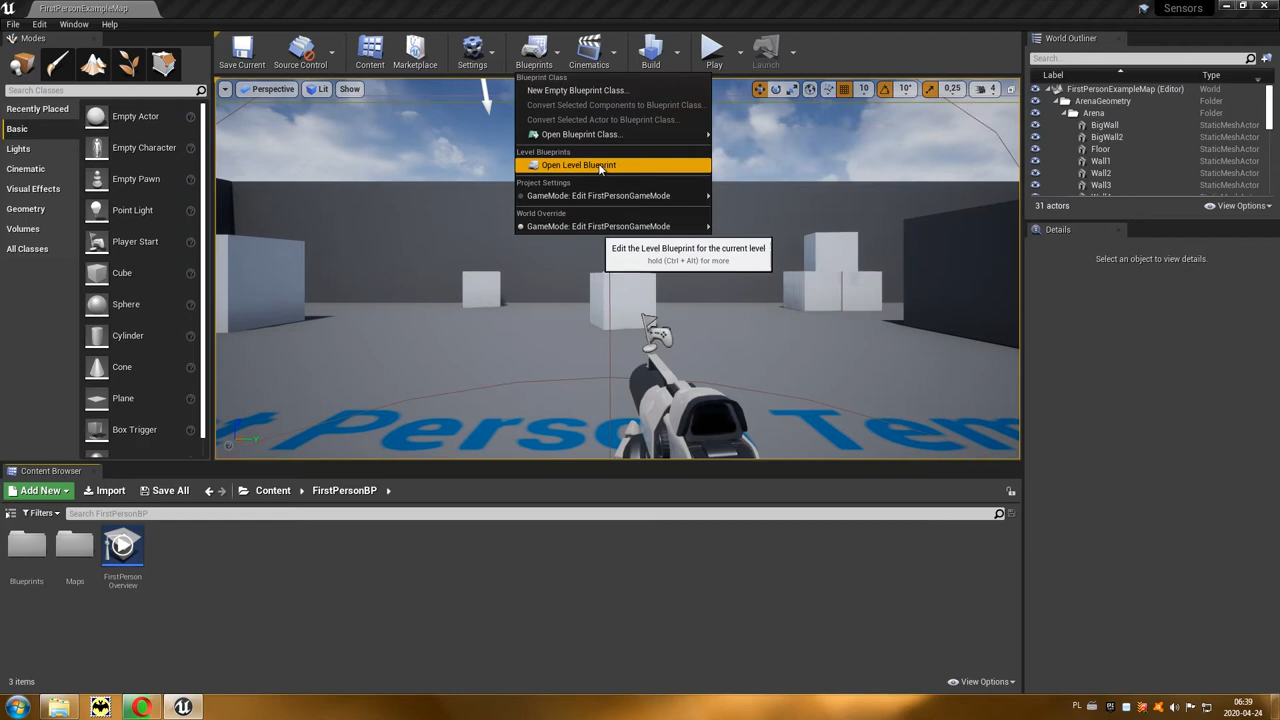 FirstPersonExampleMap
Sensors
File Edit Window Help
Modes
Search Classes
Recently Placed
Basic
Lights
Cinematic
Visual Effects
Geometry
Volumes
All Classes
Empty Actor
Empty Character
Empty Pawn
Point Light
Player Start
Cube
Sphere
Cylinder
Cone
Plane
Box Trigger
Save Current Source Control Content Marketplace Settings Blueprints Cinematics Build Play Launch
Perspective Lit Show
10° 0,25 4
10
Blueprint Class
New Empty Blueprint Class...
Convert Selected Components to Blueprint Class...
Convert Selected Actor to Blueprint Class...
Open Blueprint Class...
Level Blueprints
Open Level Blueprint
Project Settings
GameMode: Edit FirstPersonGameMode
World Override
GameMode: Edit FirstPersonGameMode
Edit the Level Blueprint for the current level
hold (Ctrl + Alt) for more
World Outliner
Search...
Label Type
FirstPersonExampleMap (Editor) World
ArenaGeometry Folder
Arena Folder
BigWall StaticMeshActor
BigWall2 StaticMeshActor
Floor StaticMeshActor
Wall1 StaticMeshActor
Wall2 StaticMeshActor
Wall3 StaticMeshActor
31 actors View Options
Details
Select an object to view details.
Content Browser
Add New Import Save All Content FirstPersonBP
Filters Search FirstPersonBP
Blueprints
Maps
FirstPerson
Overview
3 items View Options
PL
06:39
2020-04-24